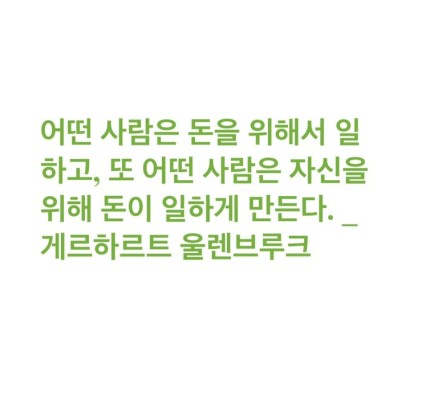 어떤 사람은 돈을 위해서 일
하고, 또 어떤 사람은 자신을
위해 돈이 일하게 만든다. _
게르하르트 울렌브루크